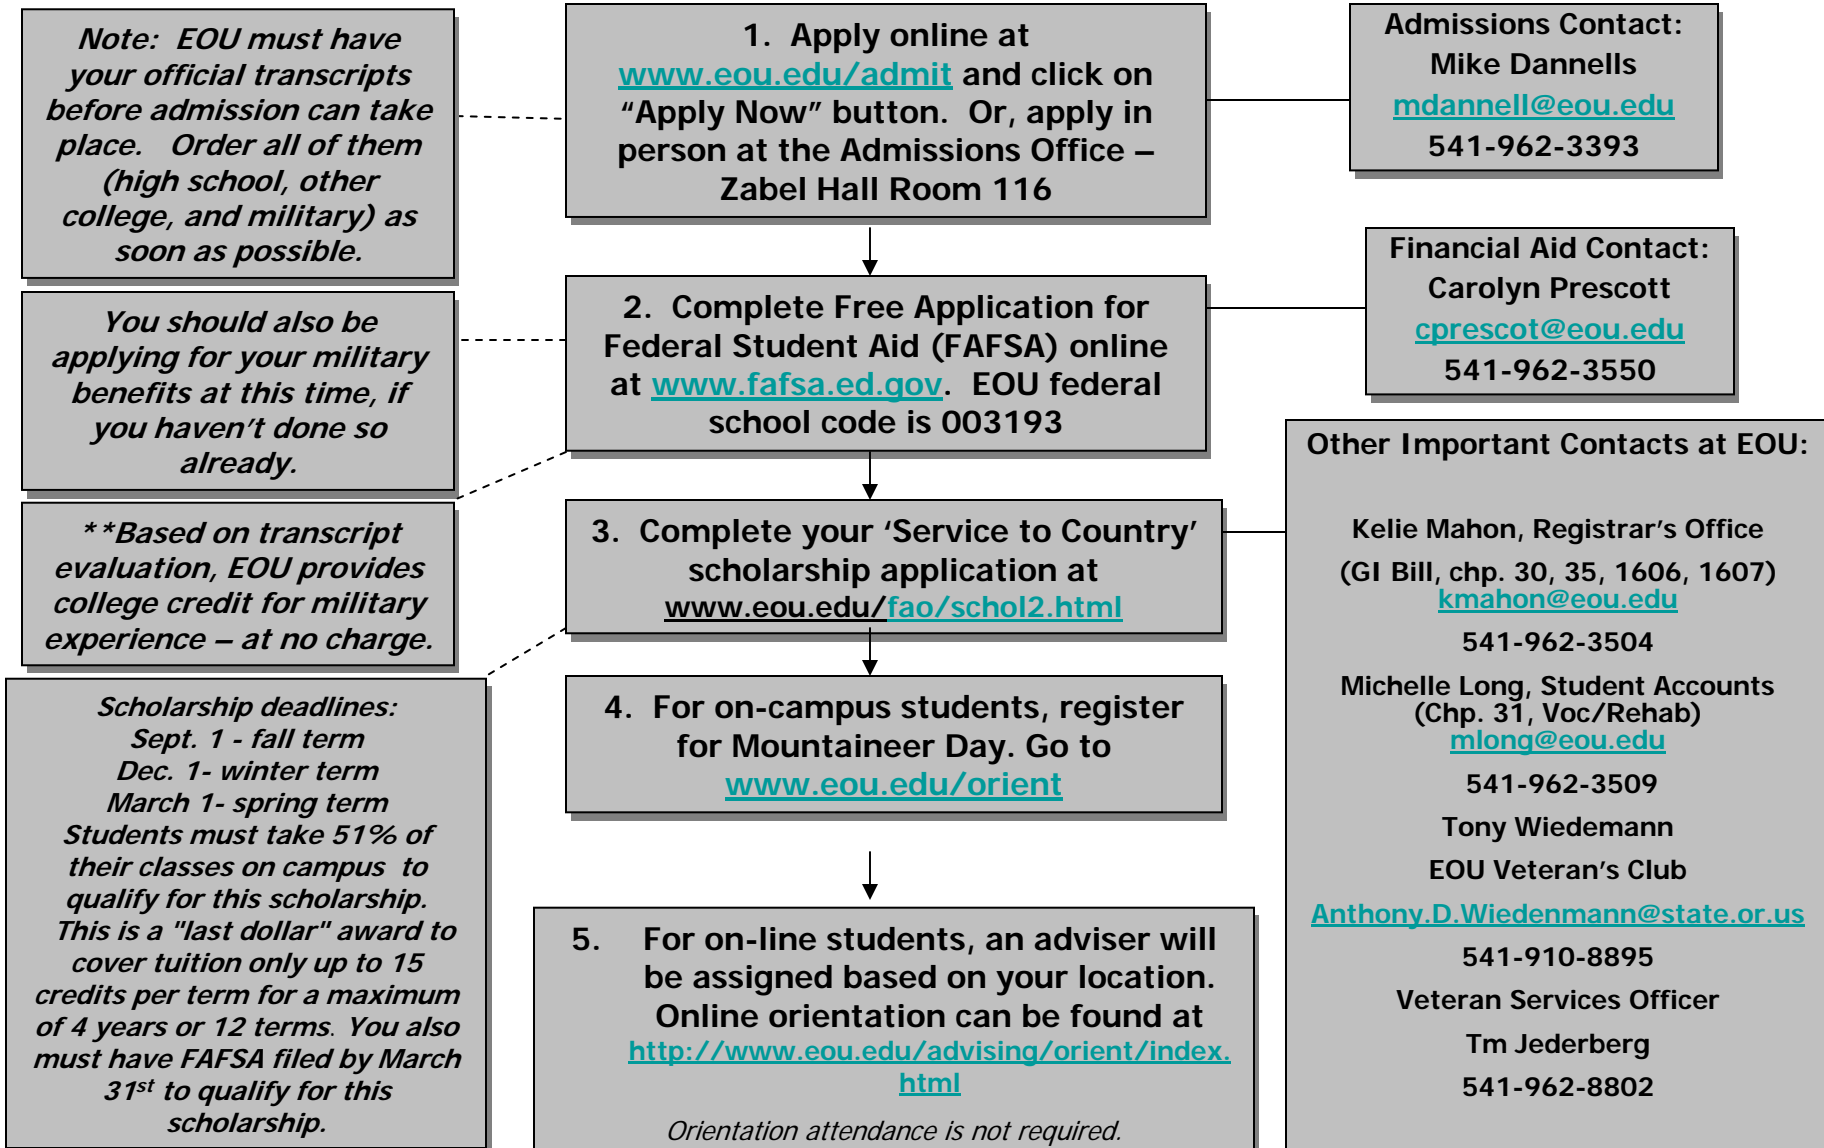 Note: EOU must have
your official transcripts
before admission can take
place. Order all of them
(high school, other
college, and military) as
soon as possible.
You should also be
applying for your military
benefits at this time, if
you haven't done so
already.
**Based on transcript
evaluation, EOU provides
college credit for military
experience – at no charge.
Scholarship deadlines:
Sept. 1 - fall term
Dec. 1- winter term
March 1- spring term
Students must take 51% of
their classes on campus to
qualify for this scholarship.
This is a "last dollar" award to
cover tuition only up to 15
credits per term for a maximum
of 4 years or 12 terms. You also
must have FAFSA filed by March
31st to qualify for this
scholarship.
1. Apply online at
www.eou.edu/admit and click on
“Apply Now” button. Or, apply in
person at the Admissions Office –
Zabel Hall Room 116
2. Complete Free Application for
Federal Student Aid (FAFSA) online
at www.fafsa.ed.gov. EOU federal
school code is 003193
3. Complete your ‘Service to Country’
scholarship application at
www.eou.edu/fao/schol2.html
4. For on-campus students, register
for Mountaineer Day. Go to
www.eou.edu/orient
5. For on-line students, an adviser will
be assigned based on your location.
Online orientation can be found at
http://www.eou.edu/advising/orient/index.
html
Orientation attendance is not required.
Admissions Contact:
Mike Dannells
mdannell@eou.edu
541-962-3393
Financial Aid Contact:
Carolyn Prescott
cprescot@eou.edu
541-962-3550
Other Important Contacts at EOU:
Kelie Mahon, Registrar’s Office
(GI Bill, chp. 30, 35, 1606, 1607)
kmahon@eou.edu
541-962-3504
Michelle Long, Student Accounts
(Chp. 31, Voc/Rehab)
mlong@eou.edu
541-962-3509
Tony Wiedemann
EOU Veteran’s Club
Anthony.D.Wiedenmann@state.or.us
541-910-8895
Veteran Services Officer
Tm Jederberg
541-962-8802